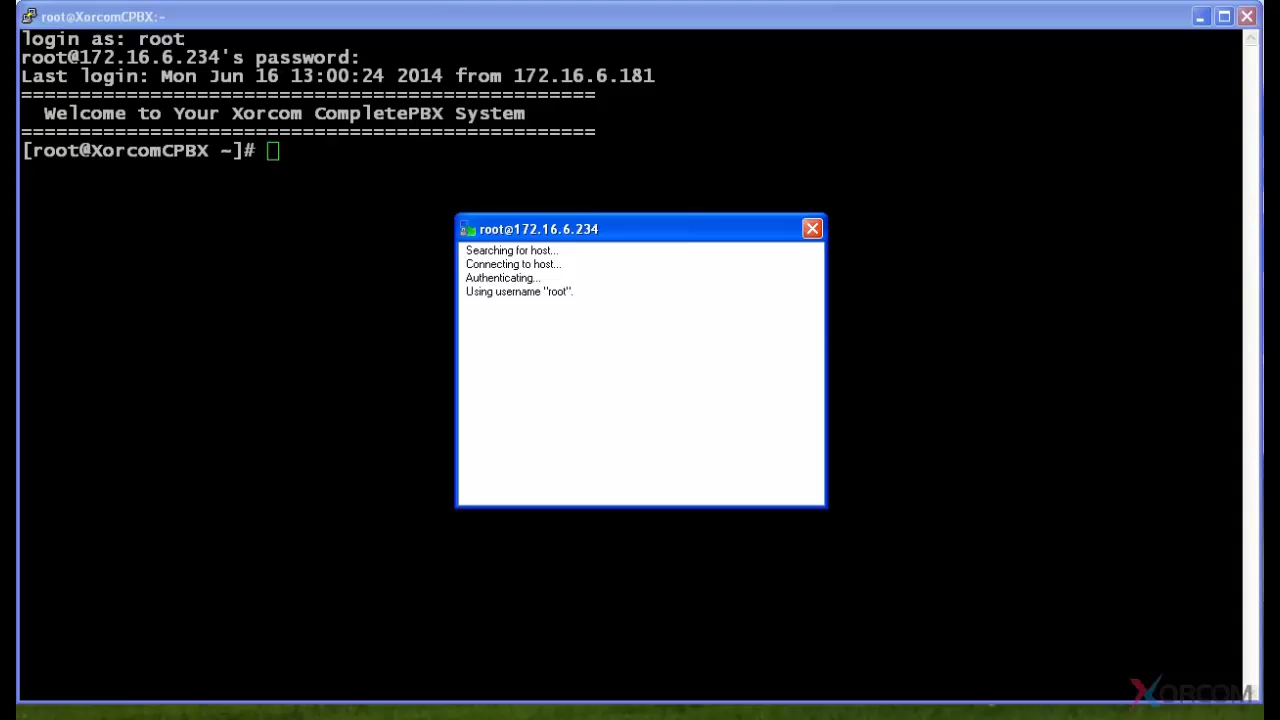 root@XorcomCPBX:~
login as: root
root@172.16.6.234's password:
Last login: Mon Jun 16 13:00:24 2014 from 172.16.6.181
===================================================
Welcome to Your Xorcom CompletePBX System
===================================================
[root@XorcomCPBX ~]#
root@172.16.6.234
Searching for host...
Connecting to host...
Authenticating...
Using username "root".
XORCOM